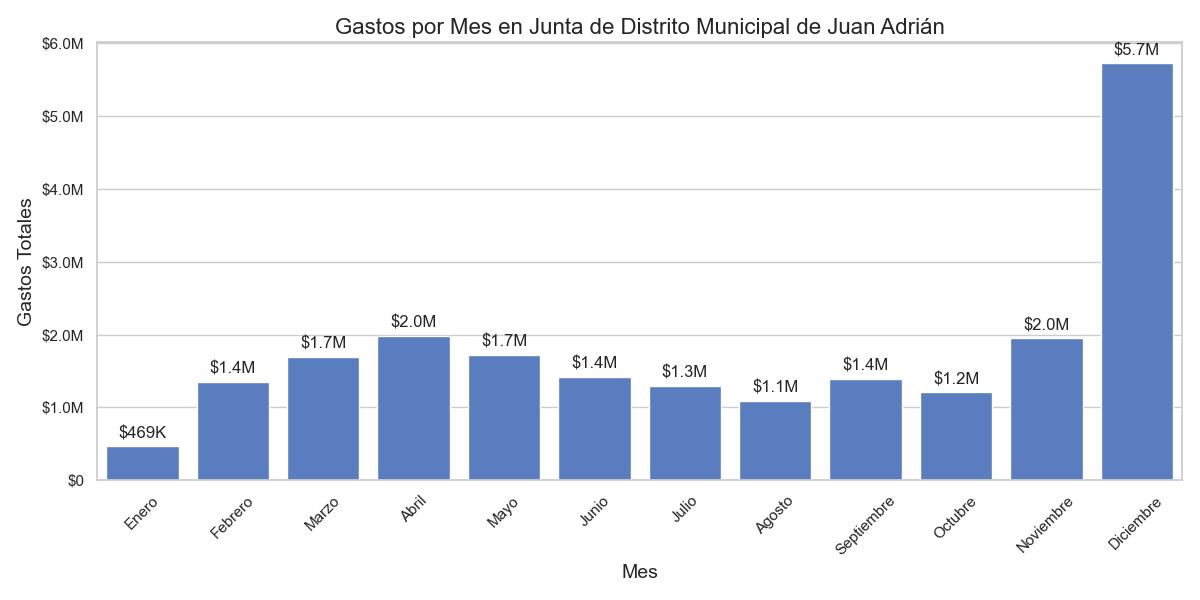 Gastos por Mes en Junta de Distrito Municipal de Juan Adrián
Gastos Totales
$6.0M
$5.0M
$4.0M
$3.0M
$2.0M
$1.0M
$0
$469K
$1.4M
$1.7M
$2.0M
$1.7M
$1.4M
$1.3M
$1.1M
$1.4M
$1.2M
$2.0M
$5.7M
Enero
Febrero
Marzo
Abril
Mayo
Junio
Julio
Agosto
Septiembre
Octubre
Noviembre
Diciembre
Mes